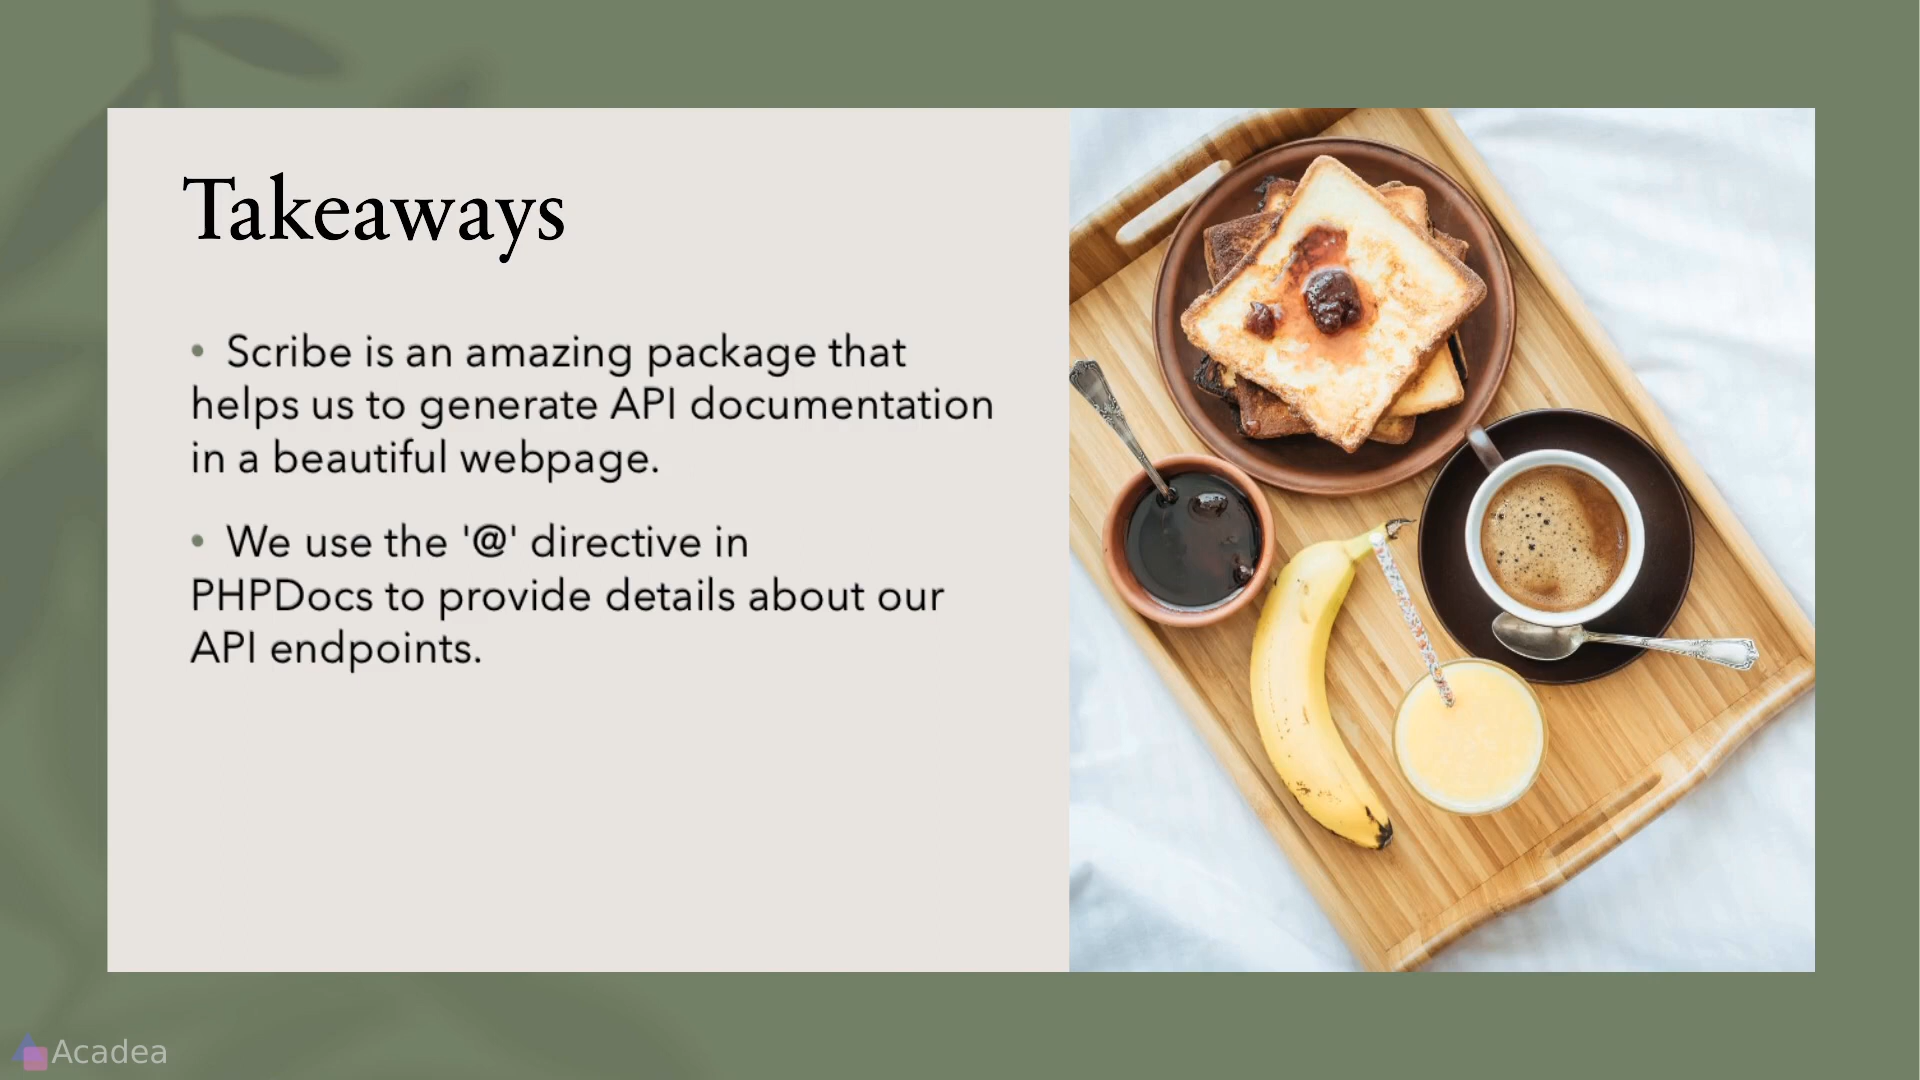 Takeaways
• Scribe is an amazing package that
helps us to generate API documentation
in a beautiful webpage.
• We use the '@' directive in
PHPDocs to provide details about our
API endpoints.
Acadea